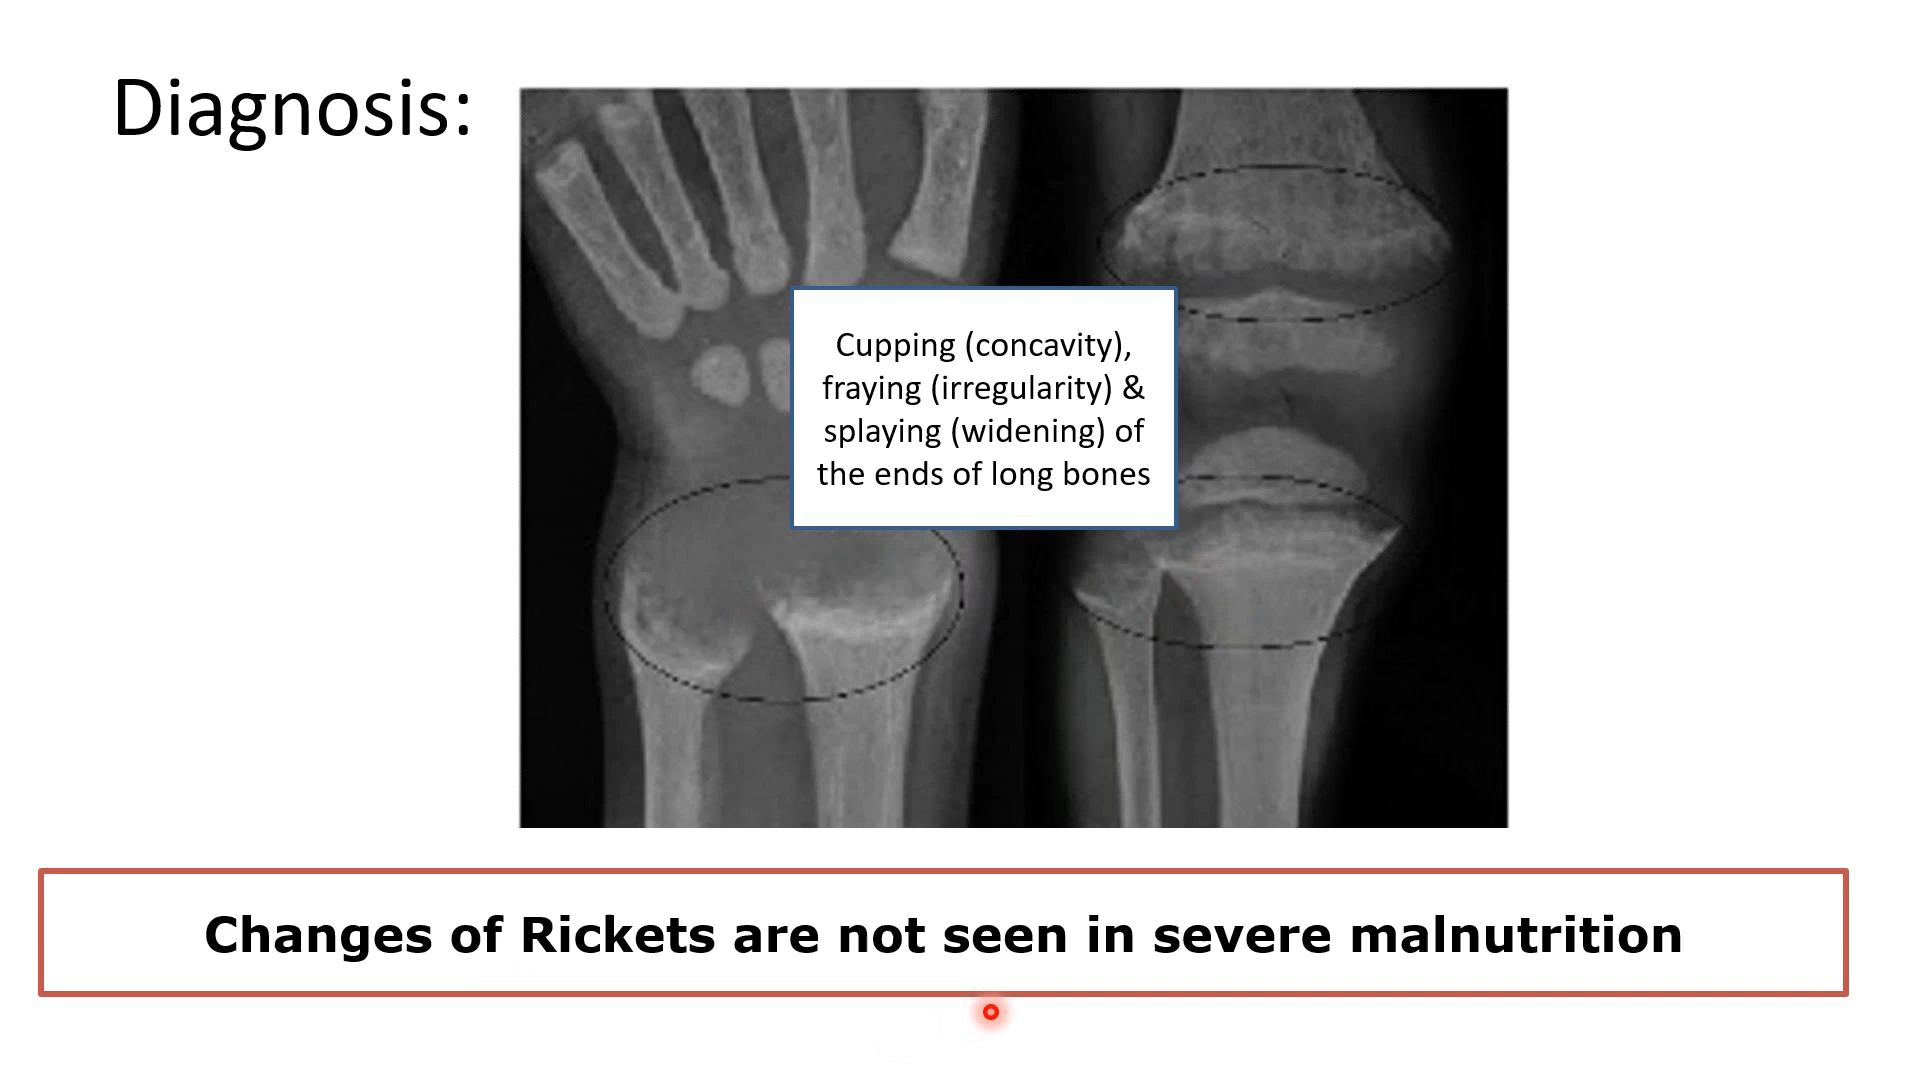 Diagnosis:
Cupping (concavity),
fraying (irregularity) &
splaying (widening) of
the ends of long bones
Changes of Rickets are not seen in severe malnutrition